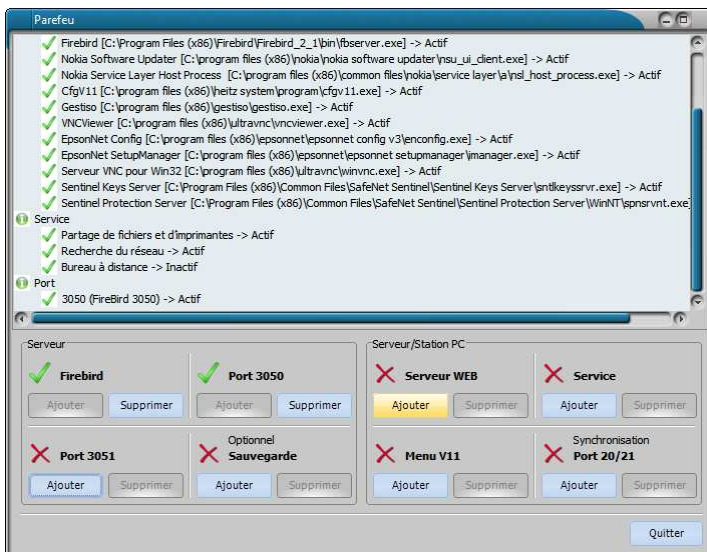 Parefeu
Firebird [C:\Program Files (x86)\Firebird\Firebird_2_1\bin\fbserver.exe] -> Actif
Nokia Software Updater [C:\program files (x86)\nokia\nokia software updater\nsu_ui_client.exe] -> Actif
Nokia Service Layer Host Process [C:\program files (x86)\common files\nokia\service layer\a\nsl_host_process.exe] -> Actif
CfgV11 [C:\program files (x86)\heitz system\program\cfgv11.exe] -> Actif
Gestiso [C:\program files (x86)\gestiso\gestiso.exe] -> Actif
VNCViewer [C:\program files (x86)\ultravnc\vncviewer.exe] -> Actif
EpsonNet Config [C:\program files (x86)\epsonnet\epsonnet config v3\enconfig.exe] -> Actif
EpsonNet SetupManager [C:\program files (x86)\epsonnet\epsonnet setupmanager\manager.exe] -> Actif
Serveur VNC pour Win32 [C:\program files (x86)\ultravnc\winvnc.exe] -> Actif
Sentinel Keys Server [C:\Program Files (x86)\Common Files\SafeNet Sentinel\Sentinel Keys Server\sntlkeyssrvr.exe] -> Actif
Sentinel Protection Server [C:\Program Files (x86)\Common Files\SafeNet Sentinel\Sentinel Protection Server\WinNT\spnsrvnt.exe]
Service
Partage de fichiers et d'imprimantes -> Actif
Recherche du réseau -> Actif
Bureau à distance -> Inactif
Port
3050 (FireBird 3050) -> Actif
Serveur
Firebird
Ajouter Supprimer
Port 3050
Ajouter Supprimer
Port 3051
Ajouter Supprimer
Optionnel
Sauvegarde
Ajouter Supprimer
Serveur/Station PC
Serveur WEB
Ajouter Supprimer
Service
Ajouter Supprimer
Menu V11
Ajouter Supprimer
Synchronisation
Port 20/21
Ajouter Supprimer
Quitter